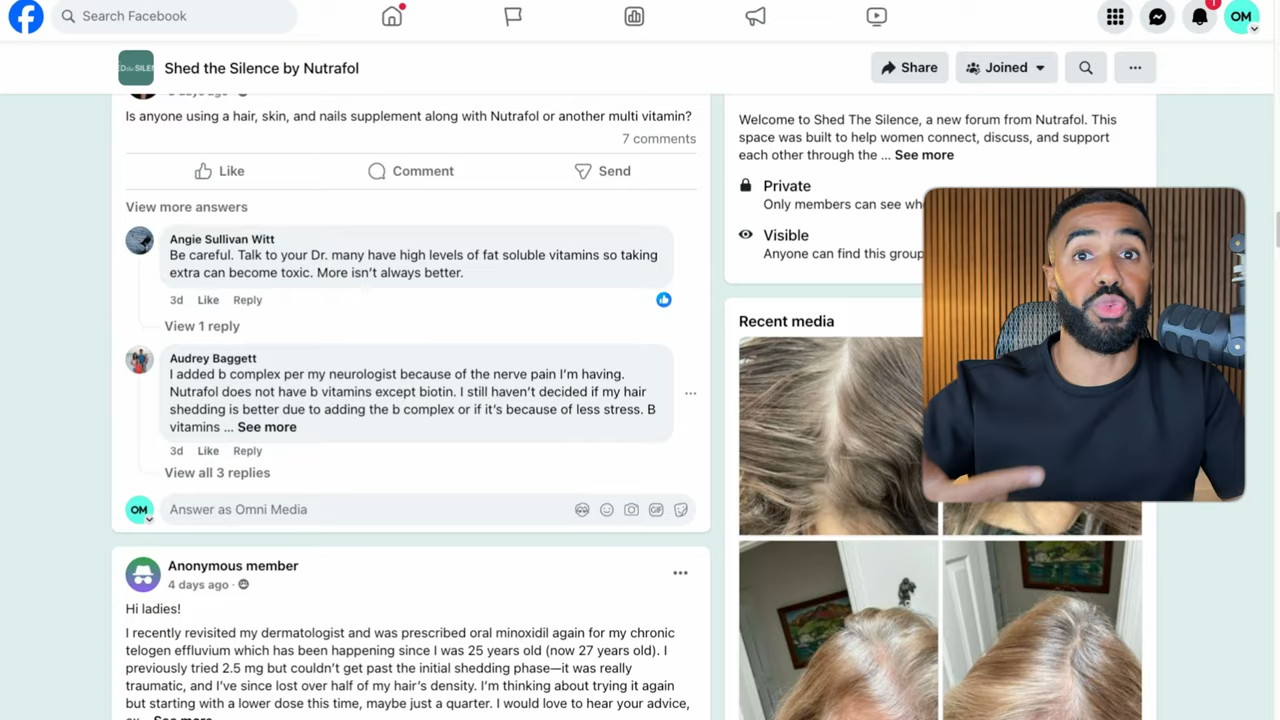 Search Facebook
1
OM
Shed the Silence by Nutrafol
Share
Joined
Is anyone using a hair, skin, and nails supplement along with Nutrafol or another multi vitamin?
7 comments
Like
Comment
Send
View more answers
Angie Sullivan Witt
Be careful. Talk to your Dr. many have high levels of fat soluble vitamins so taking
extra can become toxic. More isn't always better.
3d Like Reply
View 1 reply
Audrey Baggett
I added b complex per my neurologist because of the nerve pain I'm having.
Nutrafol does not have b vitamins except biotin. I still haven't decided if my hair
shedding is better due to adding the b complex or if it's because of less stress. B
vitamins ... See more
3d Like Reply
View all 3 replies
OM
Answer as Omni Media
GIF
Anonymous member
4 days ago ·
Hi ladies!
I recently revisited my dermatologist and was prescribed oral minoxidil again for my chronic
telogen effluvium which has been happening since I was 25 years old (now 27 years old). I
previously tried 2.5 mg but couldn't get past the initial shedding phase—it was really
traumatic, and I've since lost over half of my hair's density. I'm thinking about trying it again
but starting with a lower dose this time, maybe just a quarter. I would love to hear your advice,
Welcome to Shed The Silence, a new forum from Nutrafol. This
space was built to help women connect, discuss, and support
each other through the ... See more
Private
Only members can see
Visible
Anyone can find this group
Recent media